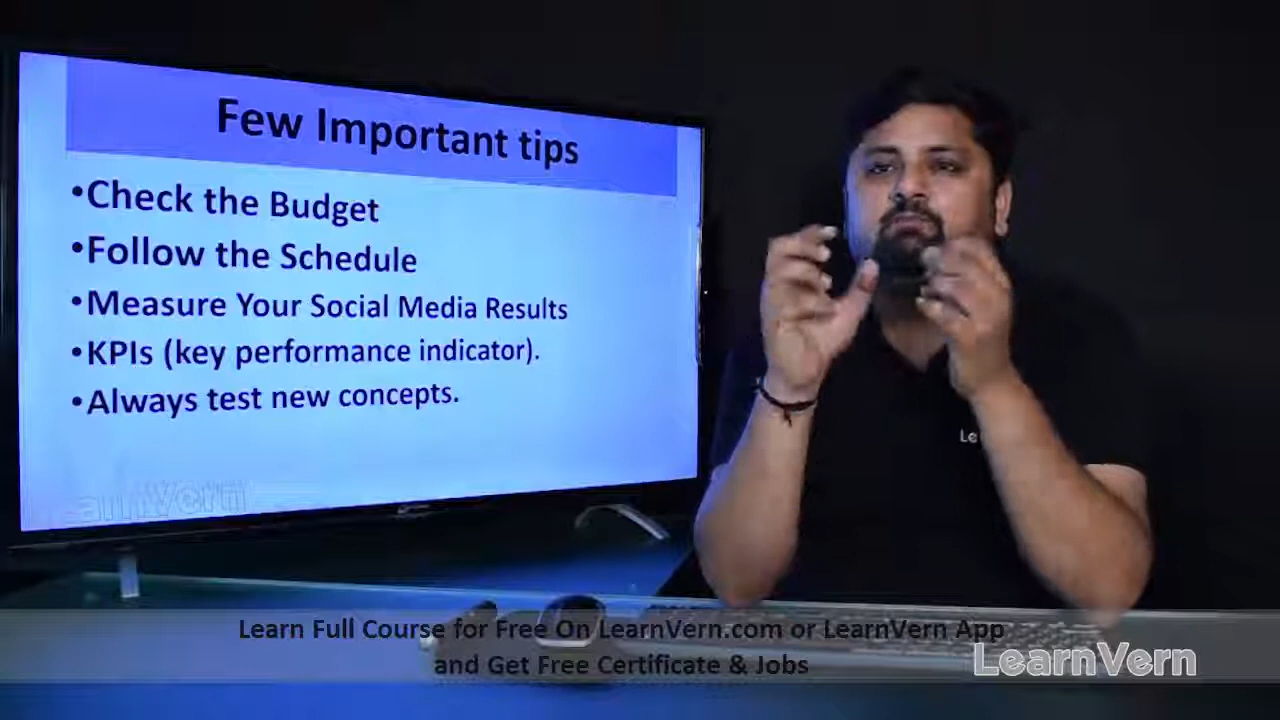 Few Important tips
•Check the Budget
•Follow the Schedule
•Measure Your Social Media Results
•KPIs (key performance indicator).
•Always test new concepts.
LearnVern
Le
Learn Full Course for Free On LearnVern.com or LearnVern App
and Get Free Certificate & Jobs
LearnVern